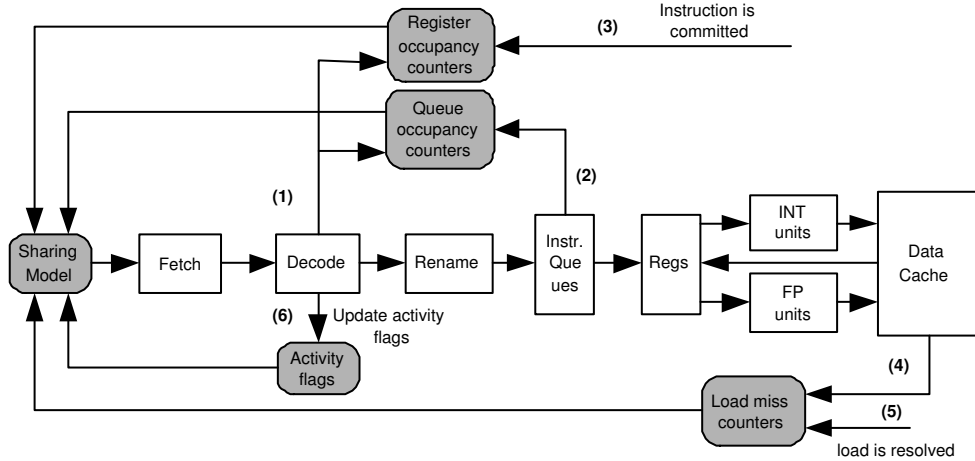 Register
occupancy
counters
(3)
Instruction is
committed
Queue
occupancy
counters
(1)
(2)
Sharing
Model
Fetch
Decode
Rename
Instr.
Que
ues
Regs
INT
units
FP
units
Data
Cache
(6)
Update activity
flags
Activity
flags
(4)
Load miss
counters
(5)
load is resolved